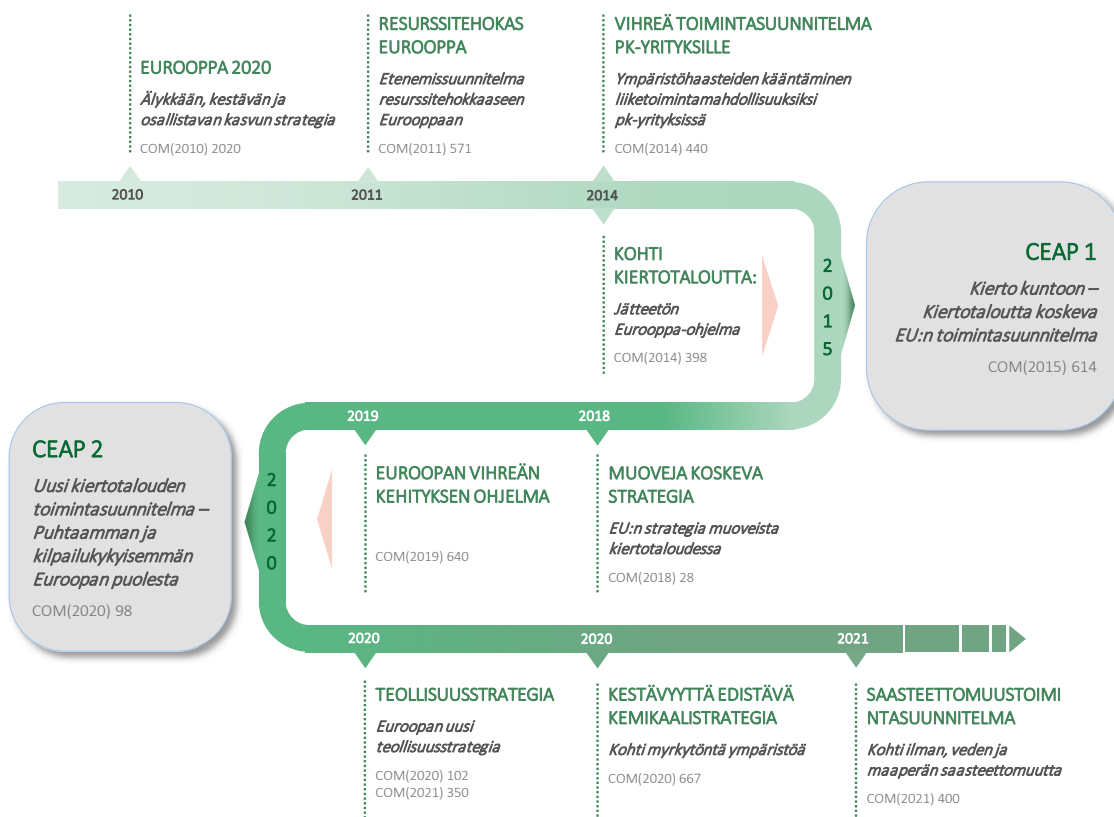 EUROOPPA 2020
Älykkään, kestävän ja
osallistavan kasvun strategia
COM(2010) 2020
RESURSSITEHOKAS
EUROOPPA
Etenemissuunnitelma
resurssitehokkaaseen
Eurooppaan
COM(2011) 571
VIHREÄ TOIMINTASUUNNITELMA
PK-YRITYKSILLE
Ympäristöhaasteiden kääntäminen
liiketoimintamahdollisuuksiksi
pk-yrityksissä
COM(2014) 440
2010
2011
2014
KOHTI
KIERTOTALOUTTA:
Jätteetön
Eurooppa-ohjelma
COM(2014) 398
2
0
1
5
CEAP 1
Kierto kuntoon –
Kiertotaloutta koskeva
EU:n toimintasuunnitelma
COM(2015) 614
2019
2018
CEAP 2
Uusi kiertotalouden
toimintasuunnitelma –
Puhtaamman ja
kilpailukykyisemmän
Euroopan puolesta
COM(2020) 98
2
0
2
0
EUROOPAN VIHREÄN
KEHITYKSEN OHJELMA
COM(2019) 640
MUOVEJA KOSKEVA
STRATEGIA
EU:n strategia muoveista
kiertotaloudessa
COM(2018) 28
2020
2020
2021
TEOLLISUUSSTRATEGIA
Euroopan uusi
teollisuusstrategia
COM(2020) 102
COM(2021) 350
KESTÄVYYTTÄ EDISTÄVÄ
KEMIKAALISTRATEGIA
Kohti myrkytöntä ympäristöä
COM(2020) 667
SAASTEETTOMUUSTOIMI
NTASUUNNITELMA
Kohti ilman, veden ja
maaperän saasteettomuutta
COM(2021) 400